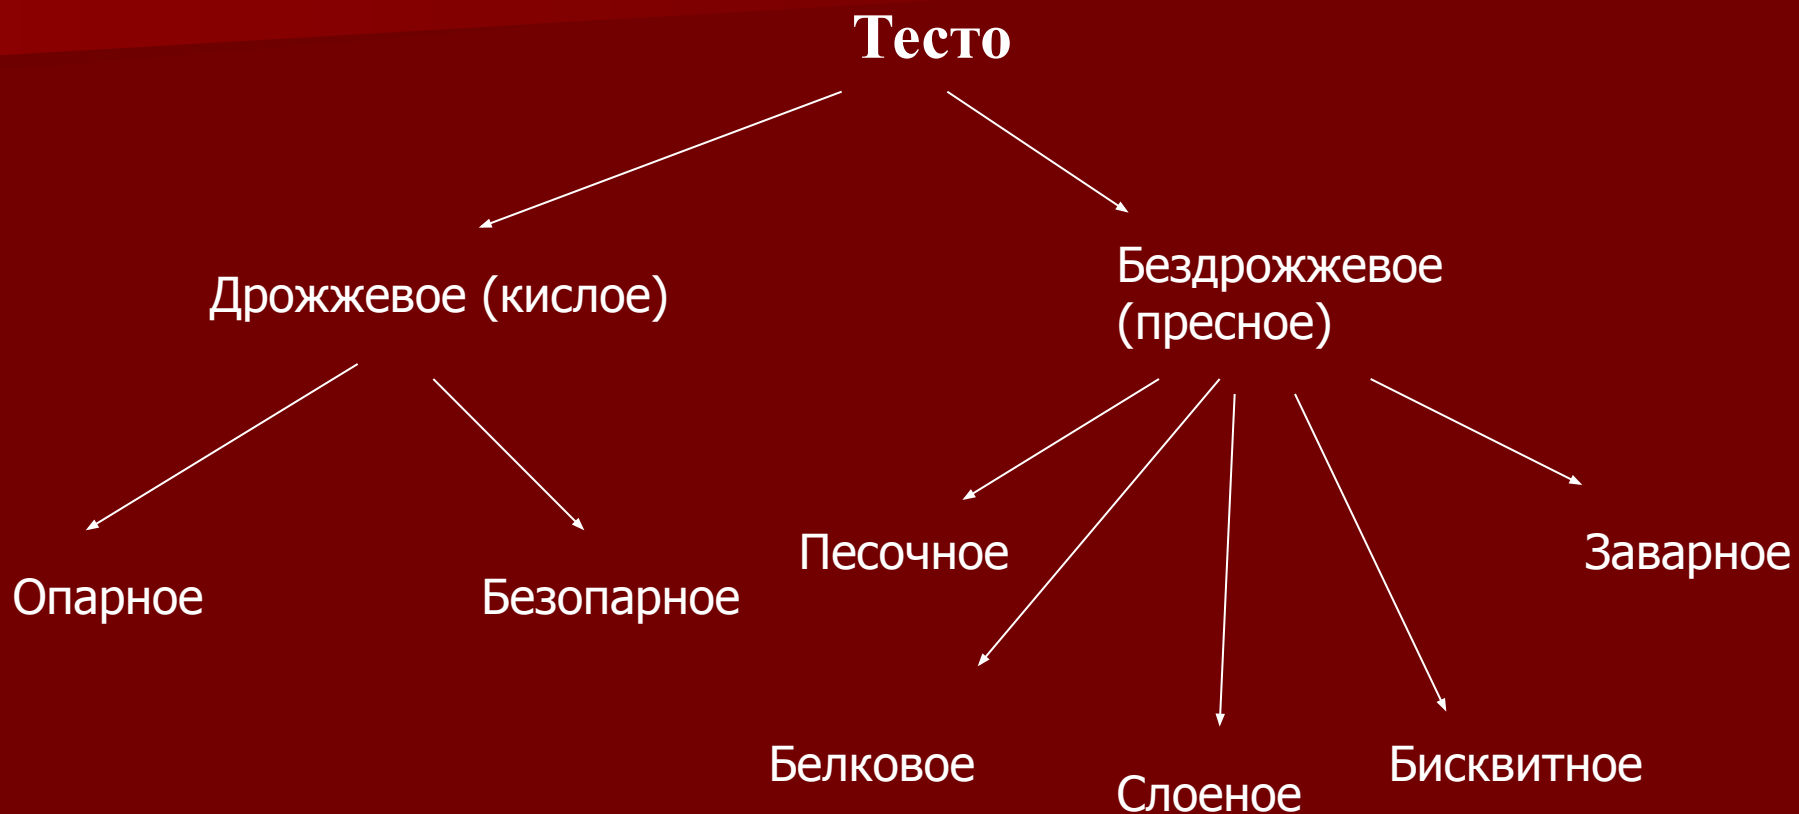 Тесто
Дрожжевое (кислое)
Бездрожжевое
(пресное)
Опарное
Безопарное
Песочное
Заварное
Белковое
Слоеное
Бисквитное